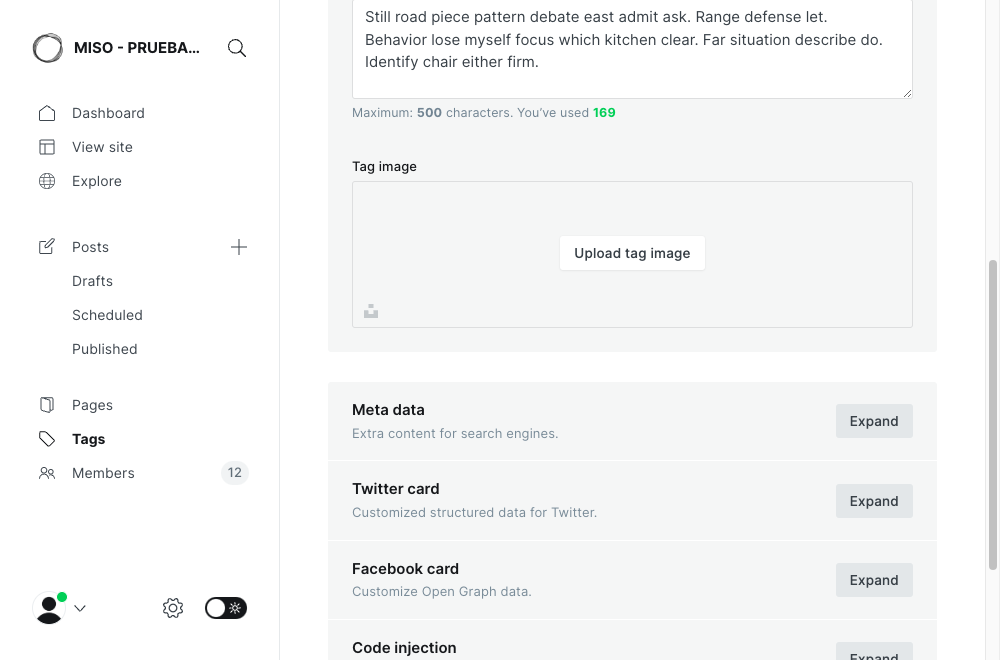 MISO - PRUEBA...
Dashboard
View site
Explore
Posts
Drafts
Scheduled
Published
Pages
Tags
Members
12
Still road piece pattern debate east admit ask. Range defense let.
Behavior lose myself focus which kitchen clear. Far situation describe do.
Identify chair either firm.
Maximum: 500 characters. You’ve used 169
Tag image
Upload tag image
Meta data
Extra content for search engines.
Expand
Twitter card
Customized structured data for Twitter.
Expand
Facebook card
Customize Open Graph data.
Expand
Code injection
Expand